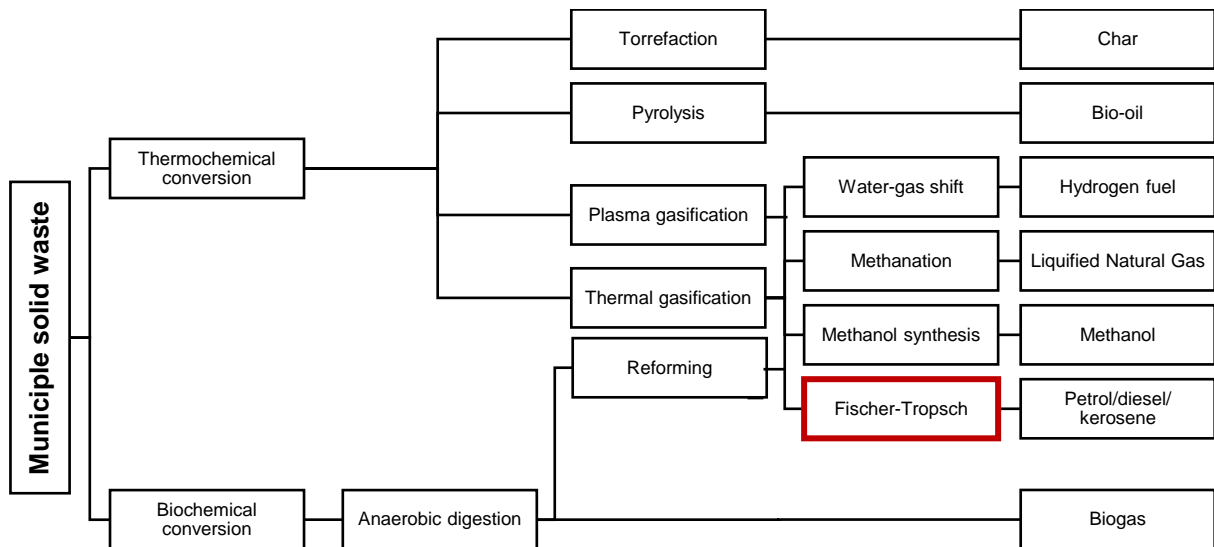 Torrefaction
Char
Pyrolysis
Bio-oil
Thermochemical
conversion
Water-gas shift
Hydrogen fuel
Plasma gasification
Methanation
Liquified Natural Gas
Thermal gasification
Methanol synthesis
Methanol
Reforming
Fischer-Tropsch
Petrol/diesel/
kerosene
Municiple solid waste
Biochemical
conversion
Anaerobic digestion
Biogas